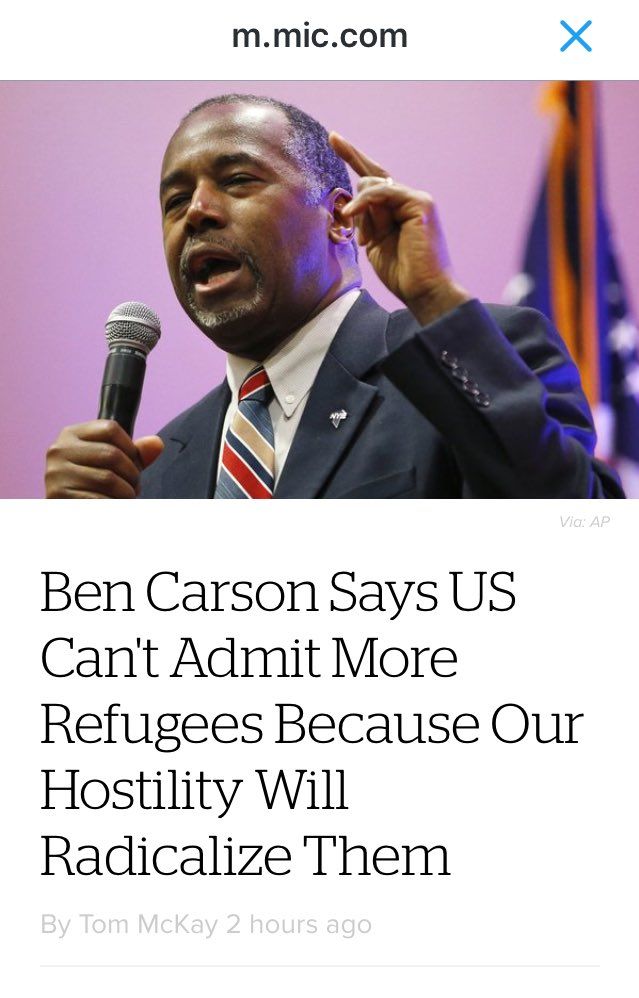 m.mic.com
Via: AP
Ben Carson Says US
Can't Admit More
Refugees Because Our
Hostility Will
Radicalize Them
By Tom McKay 2 hours ago